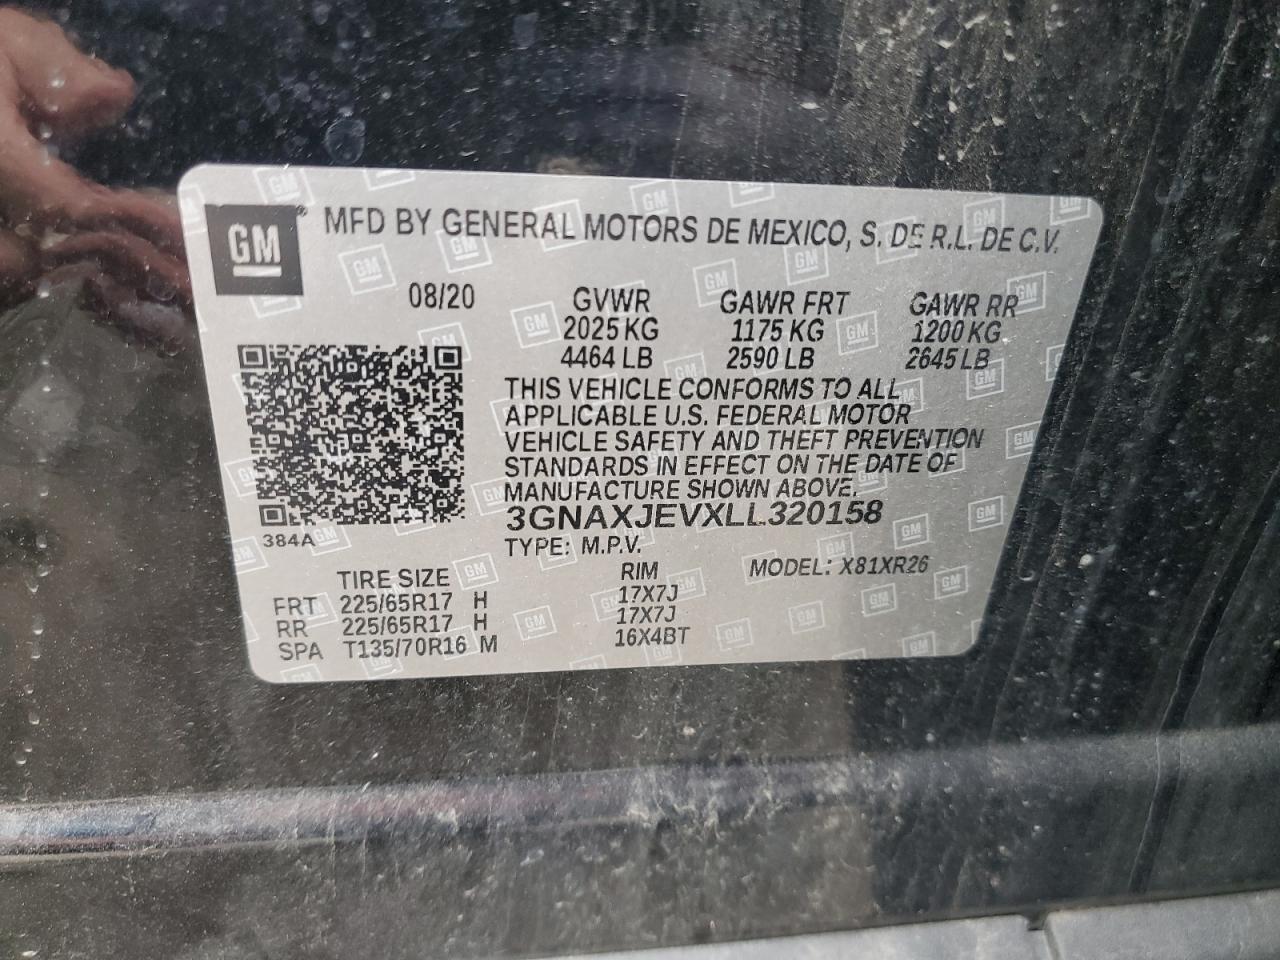 GM ® MFD BY GENERAL MOTORS DE MEXICO, S. DE R.L. DE C.V.
08/20 GVWR GAWR FRT GAWR RR
2025 KG 1175 KG 1200 KG
4464 LB 2590 LB 2645 LB
THIS VEHICLE CONFORMS TO ALL
APPLICABLE U.S. FEDERAL MOTOR
VEHICLE SAFETY AND THEFT PREVENTION
STANDARDS IN EFFECT ON THE DATE OF
MANUFACTURE SHOWN ABOVE.
3GNAXJEVXLL320158
384A
TYPE: M.P.V. MODEL: X81XR26
TIRE SIZE RIM
FRT 225/65R17 H 17X7J
RR 225/65R17 H 17X7J
SPA T135/70R16 M 16X4BT